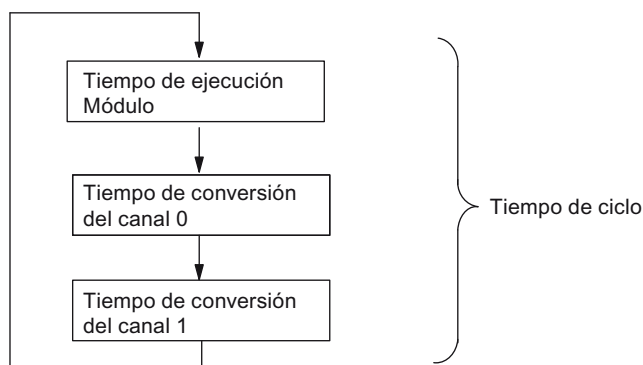 Tiempo de ejecución
Módulo
Tiempo de conversión
del canal 0
Tiempo de ciclo
Tiempo de conversión
del canal 1